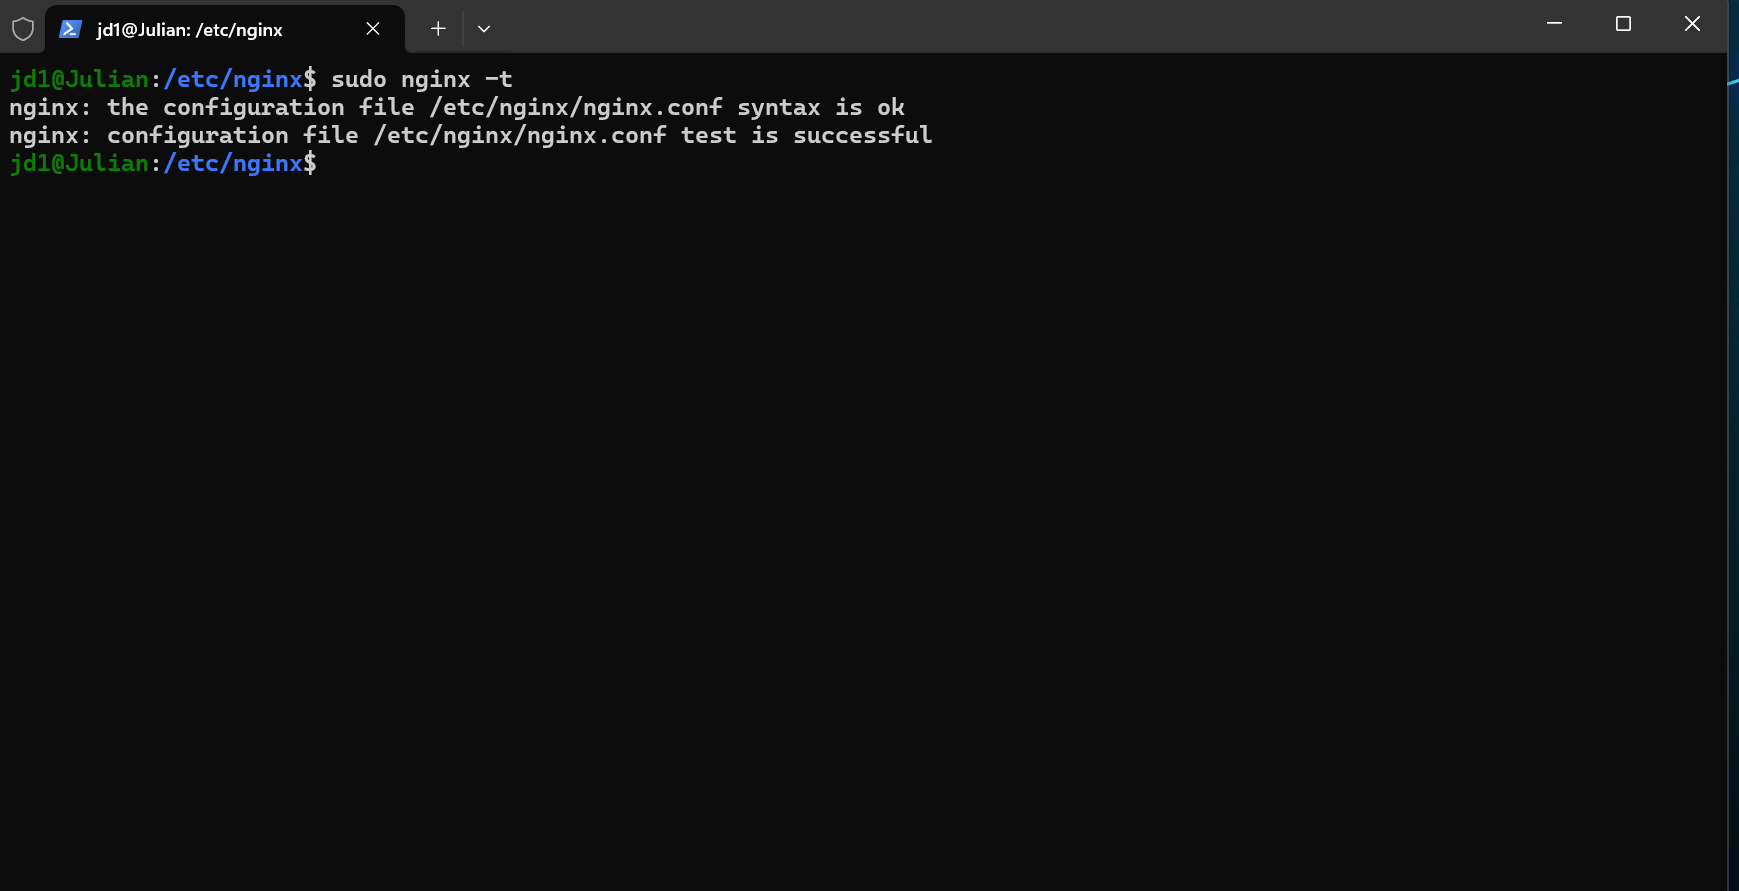 jd1@Julian: /etc/nginx
jd1@Julian:/etc/nginx$ sudo nginx -t
nginx: the configuration file /etc/nginx/nginx.conf syntax is ok
nginx: configuration file /etc/nginx/nginx.conf test is successful
jd1@Julian:/etc/nginx$